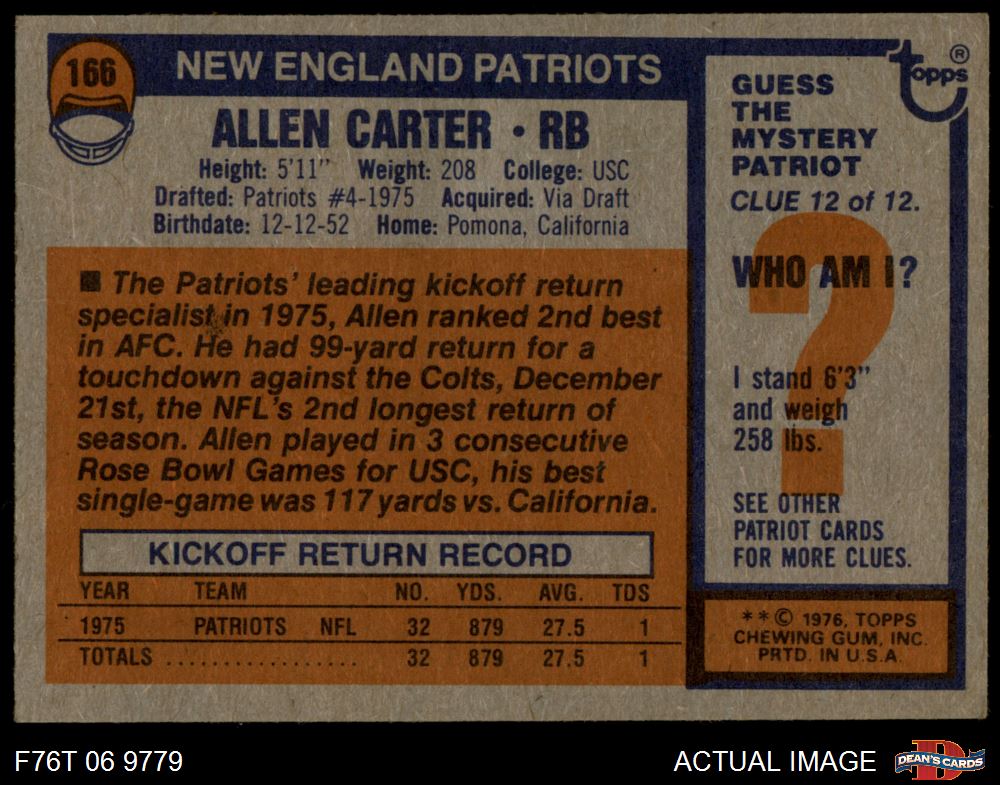 166
NEW ENGLAND PATRIOTS
ALLEN CARTER • RB
Height: 5'11" Weight: 208 College: USC
Drafted: Patriots #4-1975 Acquired: Via Draft
Birthdate: 12-12-52 Home: Pomona, California
■ The Patriots' leading kickoff return
specialist in 1975, Allen ranked 2nd best
in AFC. He had 99-yard return for a
touchdown against the Colts, December
21st, the NFL's 2nd longest return of
season. Allen played in 3 consecutive
Rose Bowl Games for USC, his best
single-game was 117 yards vs. California.
KICKOFF RETURN RECORD
YEAR TEAM NO. YDS. AVG. TDS
1975 PATRIOTS NFL 32 879 27.5 1
TOTALS .................. 32 879 27.5 1
Topps ®
GUESS
THE
MYSTERY
PATRIOT
CLUE 12 of 12.
?
WHO AM I?
I stand 6'3"
and weigh
258 lbs.
SEE OTHER
PATRIOT CARDS
FOR MORE CLUES.
**© 1976, TOPPS
CHEWING GUM, INC.
PRTD. IN U.S.A.
F76T 06 9779
ACTUAL IMAGE
D
DEAN'S CARDS